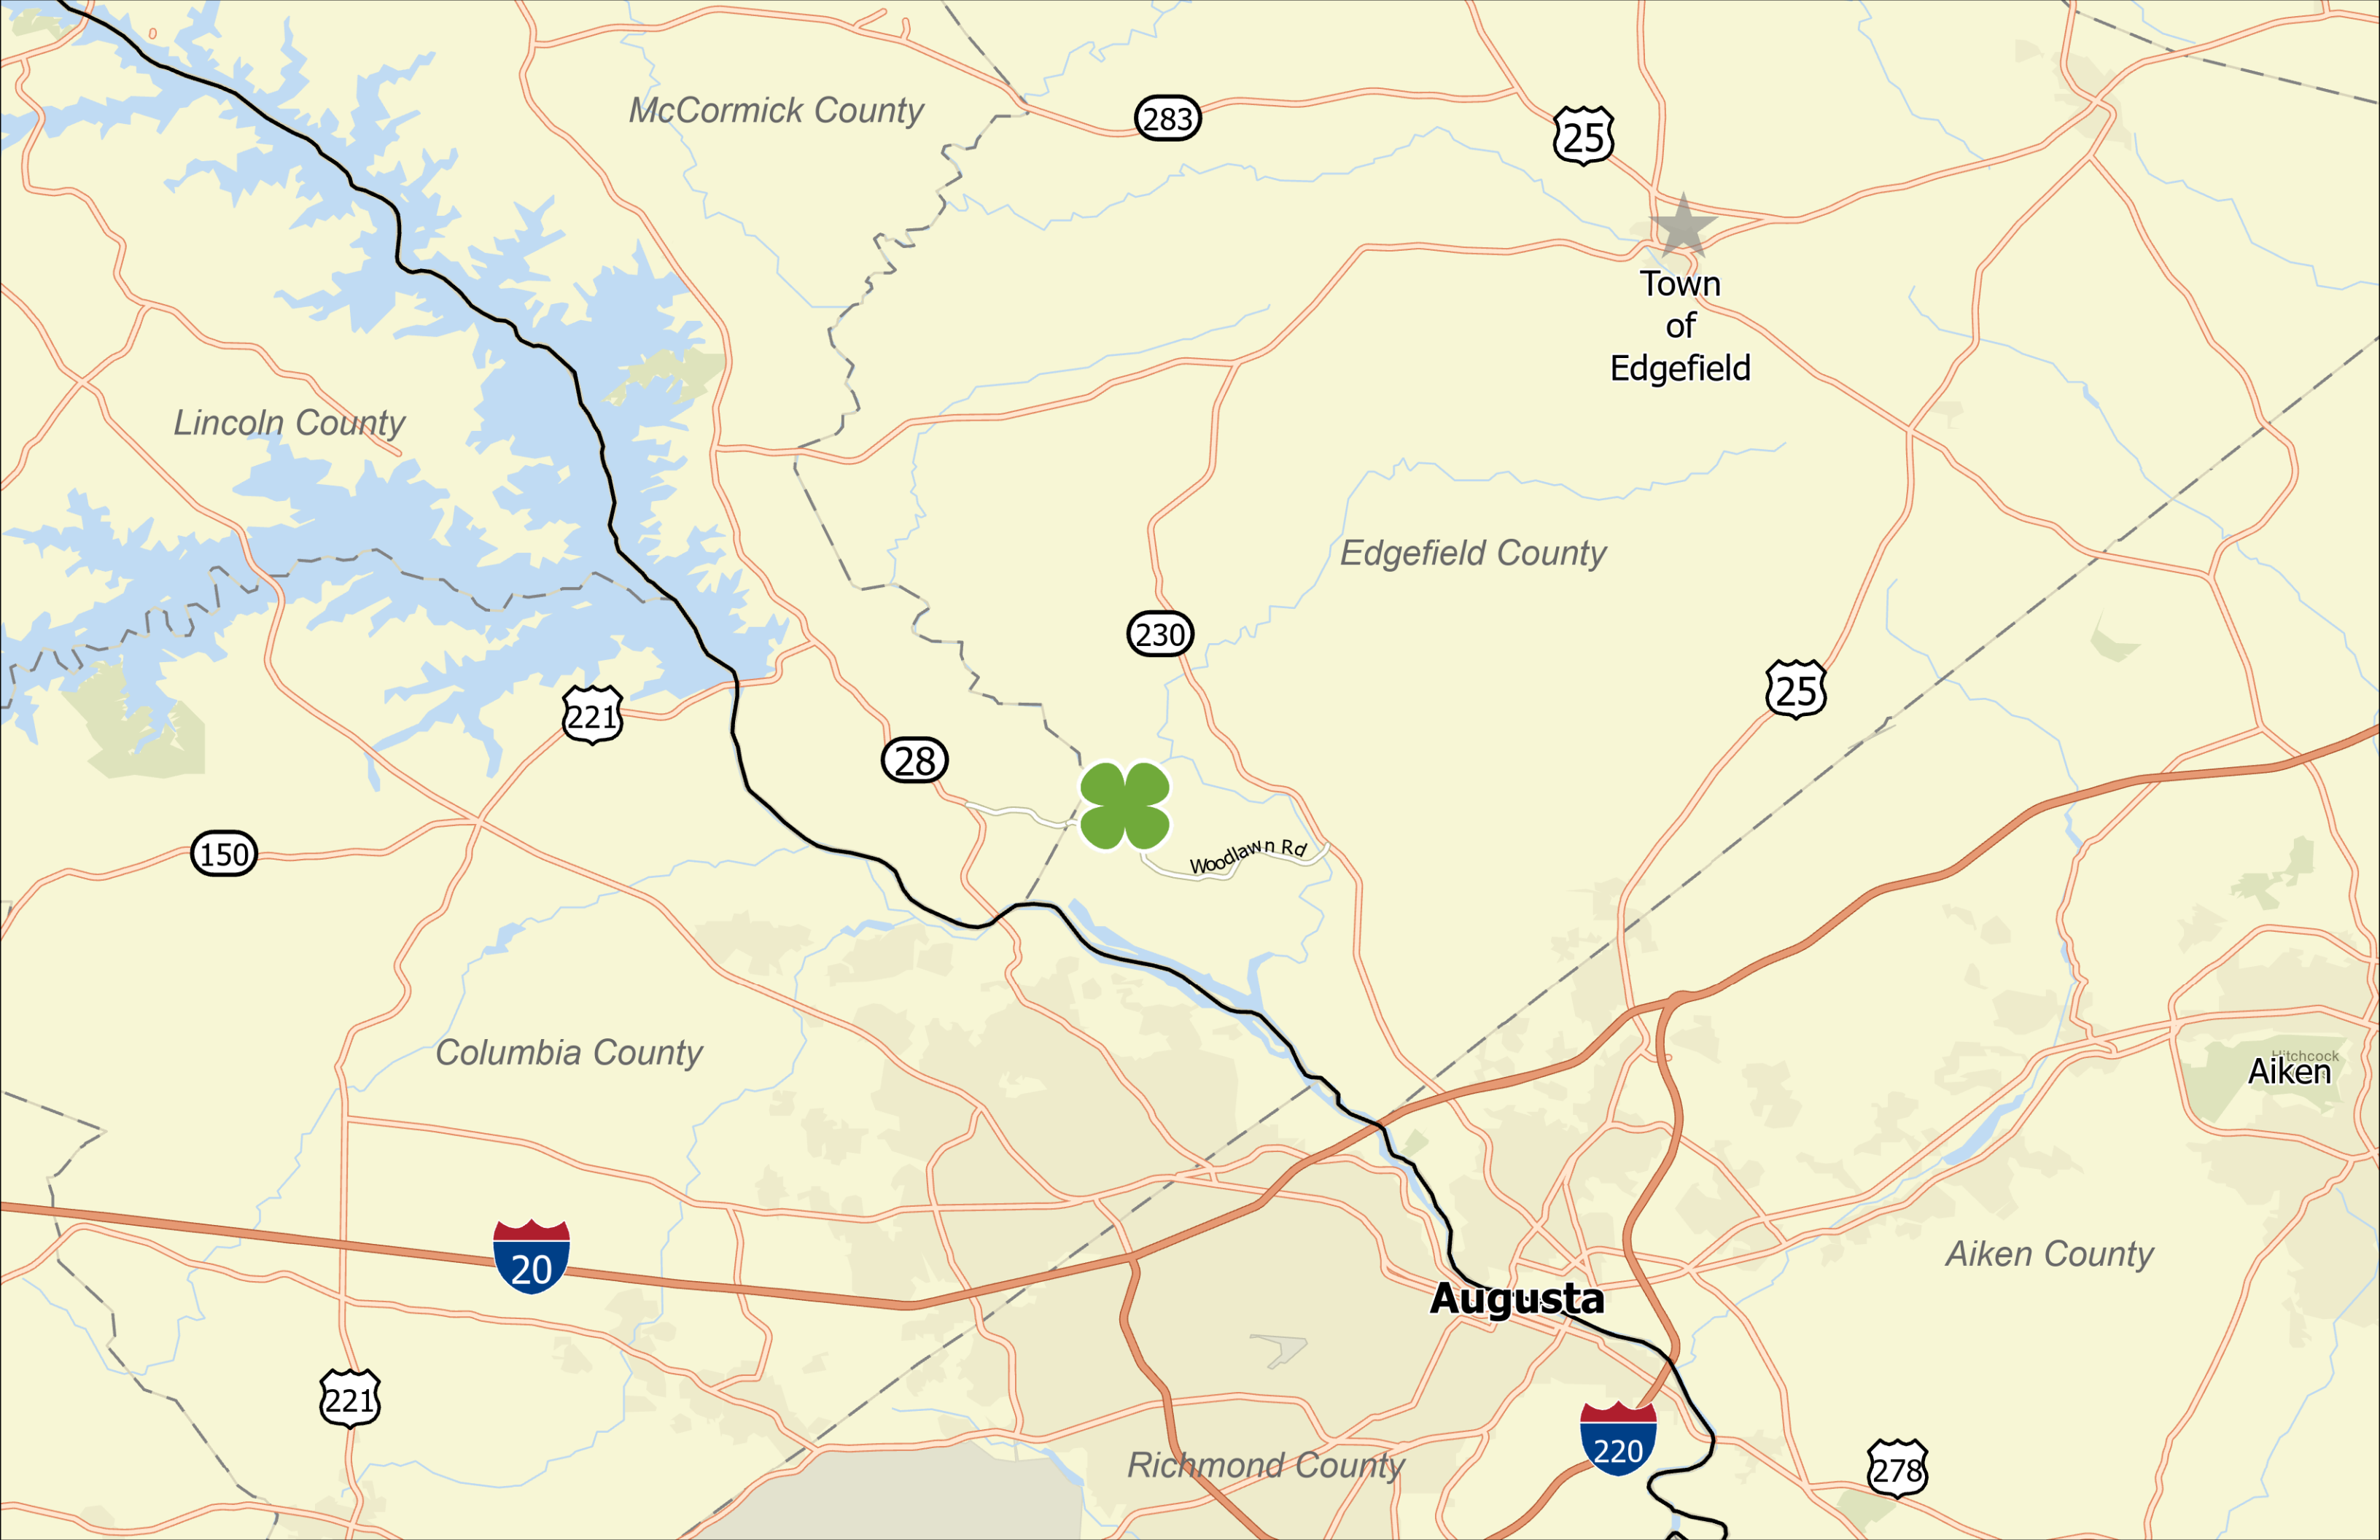 McCormick County
283
25
Town
of
Edgefield
Lincoln County
Edgefield County
230
25
221
28
Woodlawn Rd
150
Columbia County
Hitchcock
Aiken
20
Aiken County
Augusta
221
220
Richmond County
278